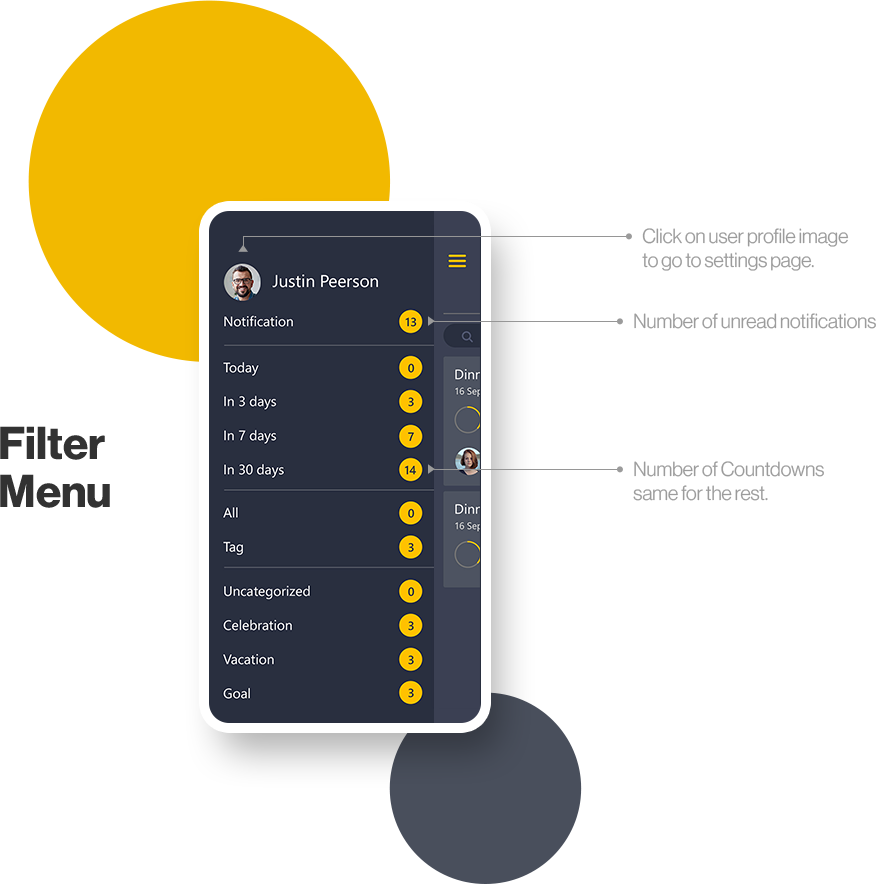 Filter
Menu
Justin Peerson
Notification 13
Today 0
In 3 days 3
In 7 days 7
In 30 days 14
All 0
Tag 3
Uncategorized 0
Celebration 3
Vacation 3
Goal 3
Dinn
16 Sep
Dinn
16 Sep
Click on user profile image
to go to settings page.
Number of unread notifications
Number of Countdowns
same for the rest.